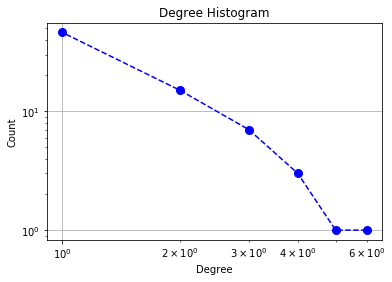 Degree Histogram
Count
10¹
10⁰
10⁰
2 × 10⁰
3 × 10⁰
4 × 10⁰
6 × 10⁰
Degree